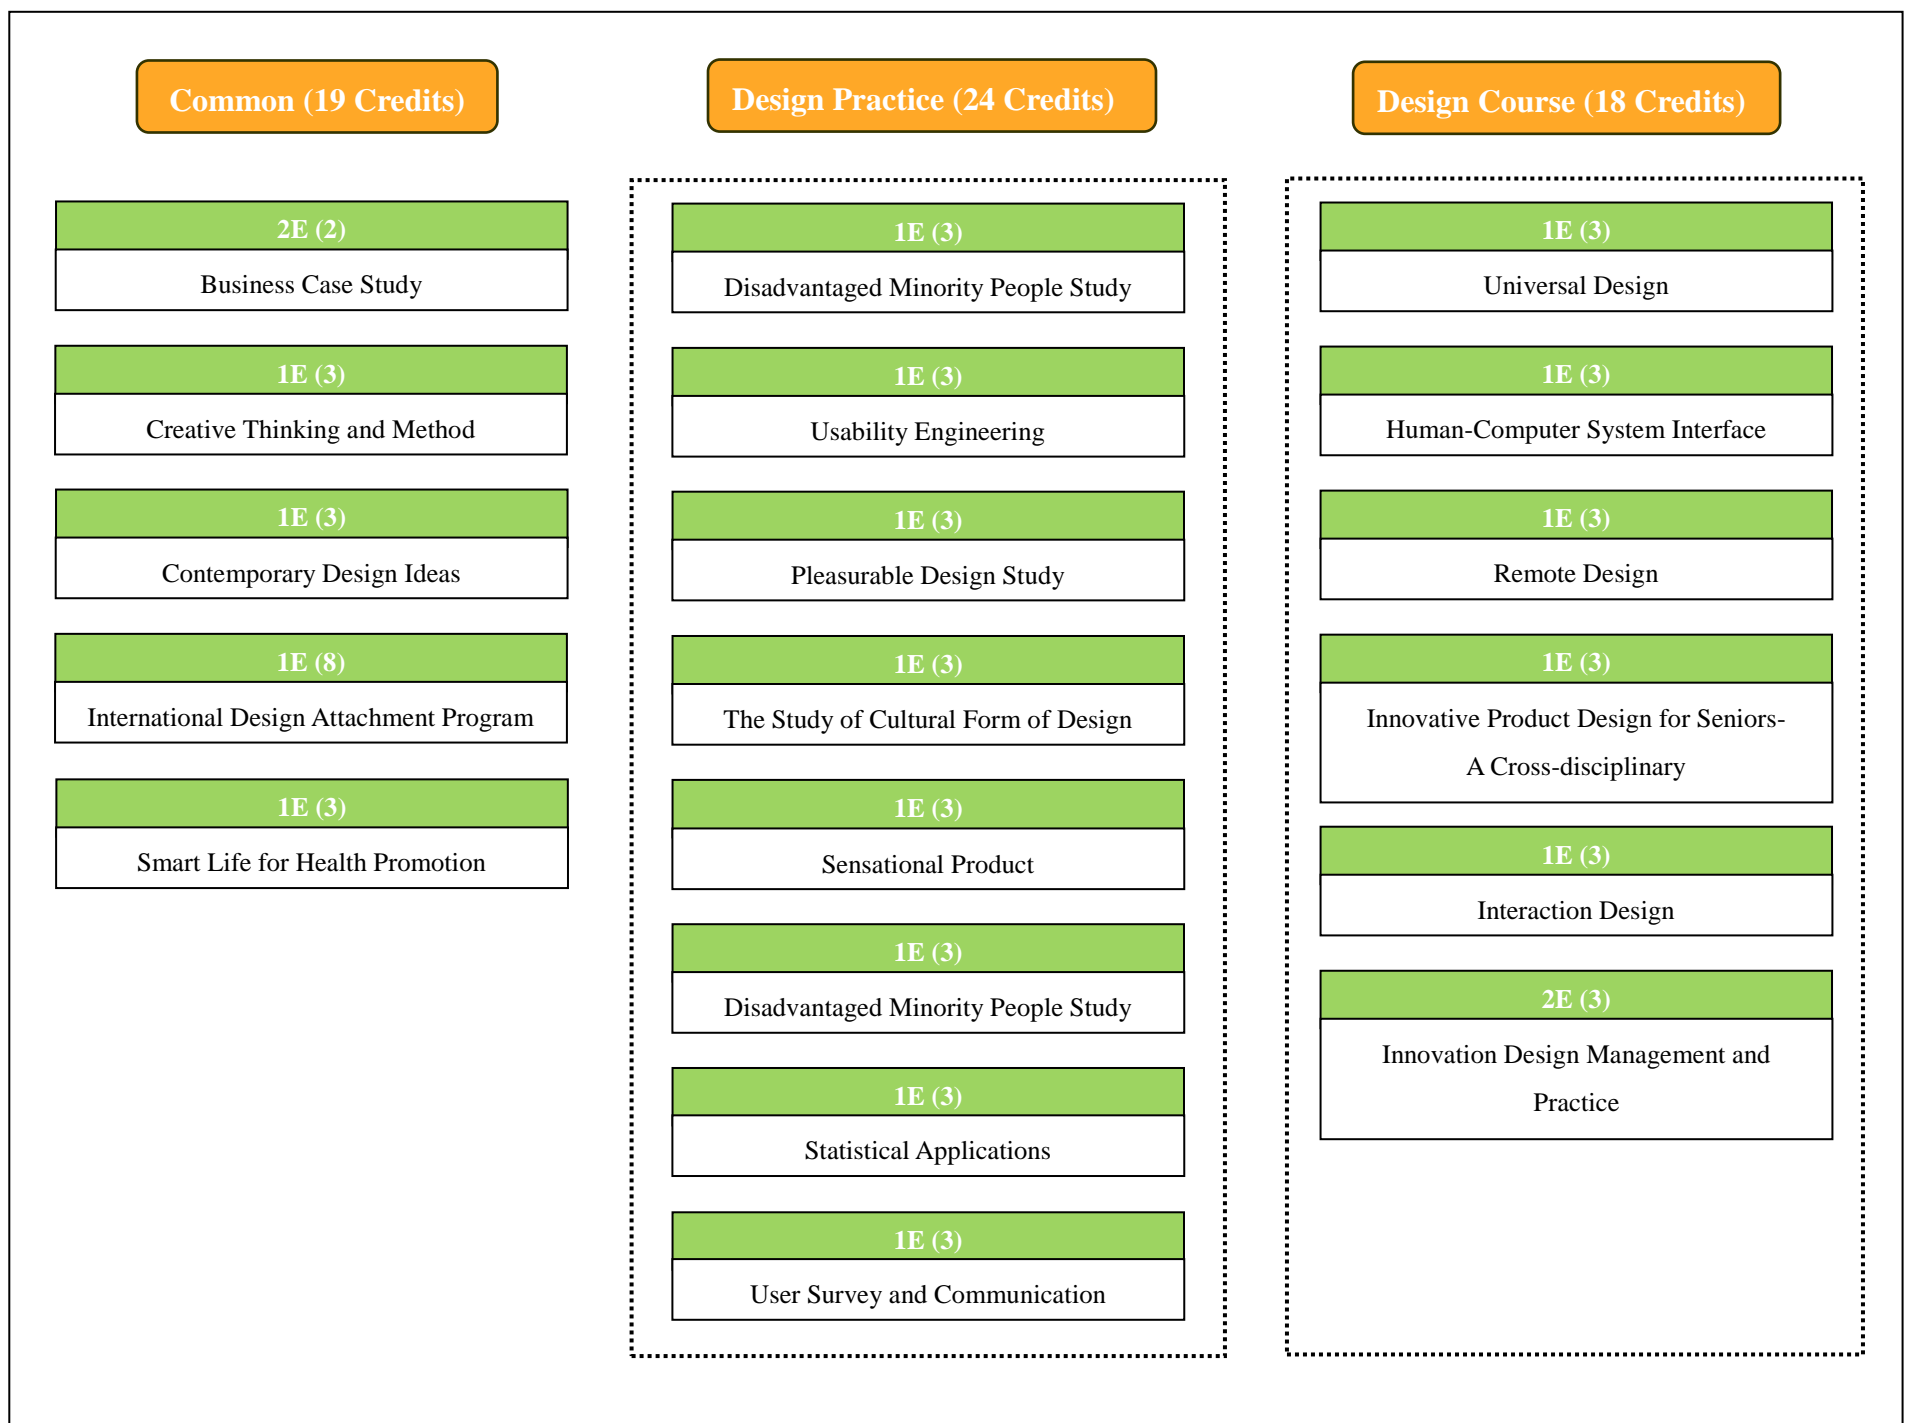 Common (19 Credits)
2E (2)
Business Case Study
1E (3)
Creative Thinking and Method
1E (3)
Contemporary Design Ideas
1E (8)
International Design Attachment Program
1E (3)
Smart Life for Health Promotion
Design Practice (24 Credits)
1E (3)
Disadvantaged Minority People Study
1E (3)
Usability Engineering
1E (3)
Pleasurable Design Study
1E (3)
The Study of Cultural Form of Design
1E (3)
Sensational Product
1E (3)
Disadvantaged Minority People Study
1E (3)
Statistical Applications
1E (3)
User Survey and Communication
Design Course (18 Credits)
1E (3)
Universal Design
1E (3)
Human-Computer System Interface
1E (3)
Remote Design
1E (3)
Innovative Product Design for Seniors-
A Cross-disciplinary
1E (3)
Interaction Design
2E (3)
Innovation Design Management and
Practice